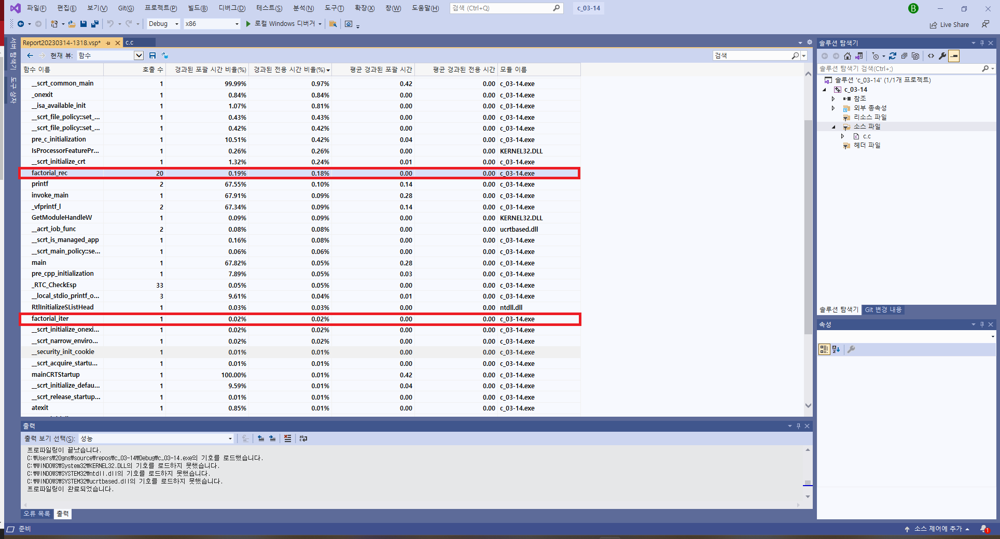 파일(F) 편집(E) 보기(V) Git(G) 프로젝트(P) 빌드(B) 디버그(D) 테스트(S) 분석(N) 도구(T) 확장(X) 창(W) 도움말(H) 검색 (Ctrl+Q) c_03-14 B
Debug x86 로컬 Windows 디버거 Live Share
서버 탐색기
도구 상자
Report20230314-1318.vsp* c.c
현재 뷰: 함수 검색
함수 이름 호출 수 경과된 포괄 시간 비율(%) 경과된 전용 시간 비율(%) 평균 경과된 포괄 시간 평균 경과된 전용 시간 모듈 이름
__scrt_common_main 1 99.99% 0.97% 0.42 0.00 c_03-14.exe
_onexit 1 0.84% 0.84% 0.00 0.00 c_03-14.exe
__isa_available_init 1 1.07% 0.81% 0.00 0.00 c_03-14.exe
__scrt_file_policy::set_... 1 0.43% 0.43% 0.00 0.00 c_03-14.exe
__scrt_file_policy::set_... 1 0.42% 0.42% 0.00 0.00 c_03-14.exe
pre_c_initialization 1 10.51% 0.42% 0.04 0.00 c_03-14.exe
IsProcessorFeaturePr... 1 0.26% 0.26% 0.00 0.00 KERNEL32.DLL
__scrt_initialize_crt 1 1.32% 0.24% 0.01 0.00 c_03-14.exe
factorial_rec 20 0.19% 0.18% 0.00 0.00 c_03-14.exe
printf 2 67.55% 0.10% 0.14 0.00 c_03-14.exe
invoke_main 1 67.91% 0.09% 0.28 0.00 c_03-14.exe
_vfprintf_l 2 67.34% 0.09% 0.14 0.00 c_03-14.exe
GetModuleHandleW 1 0.09% 0.09% 0.00 0.00 KERNEL32.DLL
__acrt_iob_func 2 0.08% 0.08% 0.00 0.00 ucrtbased.dll
__scrt_is_managed_app 1 0.16% 0.08% 0.00 0.00 c_03-14.exe
__scrt_main_policy::se... 1 0.06% 0.06% 0.00 0.00 c_03-14.exe
main 1 67.82% 0.05% 0.28 0.00 c_03-14.exe
pre_cpp_initialization 1 7.89% 0.05% 0.03 0.00 c_03-14.exe
_RTC_CheckEsp 33 0.05% 0.05% 0.00 0.00 c_03-14.exe
__local_stdio_printf_o... 3 9.61% 0.04% 0.01 0.00 c_03-14.exe
RtlInitializeSListHead 1 0.03% 0.03% 0.00 0.00 ntdll.dll
factorial_iter 1 0.02% 0.02% 0.00 0.00 c_03-14.exe
__scrt_initialize_onexi... 1 0.02% 0.02% 0.00 0.00 c_03-14.exe
__scrt_narrow_enviro... 1 0.02% 0.02% 0.00 0.00 c_03-14.exe
__security_init_cookie 1 0.01% 0.01% 0.00 0.00 c_03-14.exe
__scrt_acquire_startu... 1 0.01% 0.01% 0.00 0.00 c_03-14.exe
mainCRTStartup 1 100.00% 0.01% 0.42 0.00 c_03-14.exe
__scrt_initialize_defau... 1 9.59% 0.01% 0.04 0.00 c_03-14.exe
__scrt_release_startup... 1 0.01% 0.01% 0.00 0.00 c_03-14.exe
atexit 1 0.85% 0.01% 0.00 0.00 c_03-14.exe
출력
출력 보기 선택(S): 성능
프로파일링이 끝났습니다.
C:₩Users₩20gns₩source₩repos₩c_03-14₩Debug₩c_03-14.exe의 기호를 로드했습니다.
C:₩WINDOWS₩System32₩KERNEL32.DLL의 기호를 로드하지 못했습니다.
C:₩WINDOWS₩SYSTEM32₩ntdll.dll의 기호를 로드하지 못했습니다.
C:₩WINDOWS₩SYSTEM32₩ucrtbased.dll의 기호를 로드하지 못했습니다.
프로파일링이 완료되었습니다.
오류 목록 출력
솔루션 탐색기
솔루션 탐색기 검색(Ctrl+;)
솔루션 'c_03-14' (1/1개 프로젝트)
c_03-14
참조
외부 종속성
리소스 파일
소스 파일
c.c
헤더 파일
솔루션 탐색기 Git 변경 내용
속성
준비 소스 제어에 추가 1